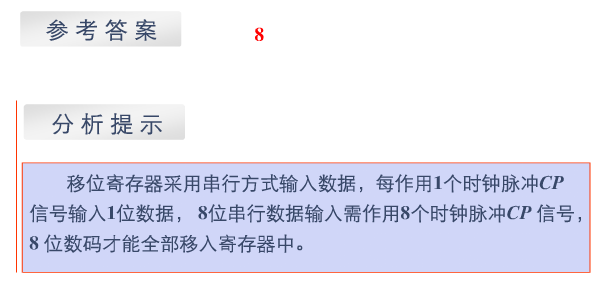 参考答案
8
分析提示
移位寄存器采用串行方式输入数据，每作用1个时钟脉冲CP
信号输入1位数据， 8位串行数据输入需作用8个时钟脉冲CP 信号，
8 位数码才能全部移入寄存器中。